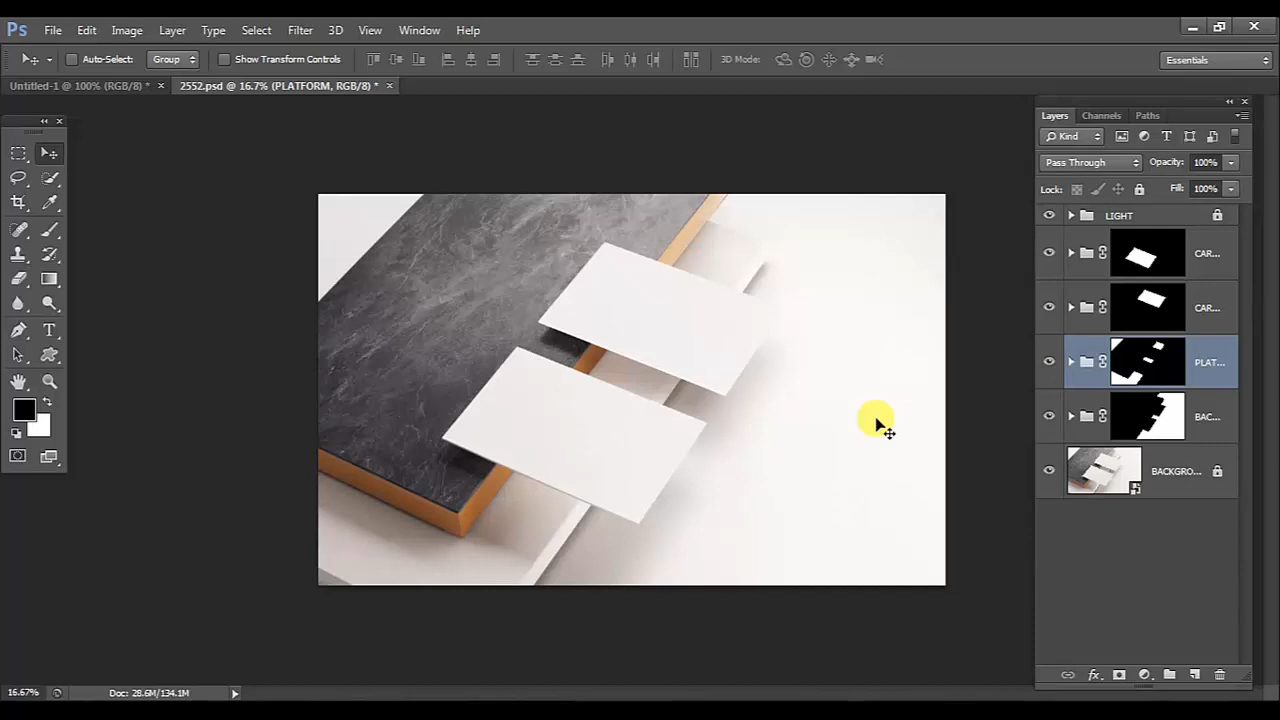 Ps File Edit Image Layer Type Select Filter 3D View Window Help
Auto-Select: Group Show Transform Controls 3D Mode: Essentials
Untitled-1 @ 100% (RGB/8) * × 2552.psd @ 16.7% (PLATFORM, RGB/8) * ×
Layers Channels Paths
Kind
Pass Through Opacity: 100%
Lock: Fill: 100%
LIGHT
CAR...
CAR...
PLAT...
BAC...
BACKGRO...
16.67% Doc: 28.6M/134.1M